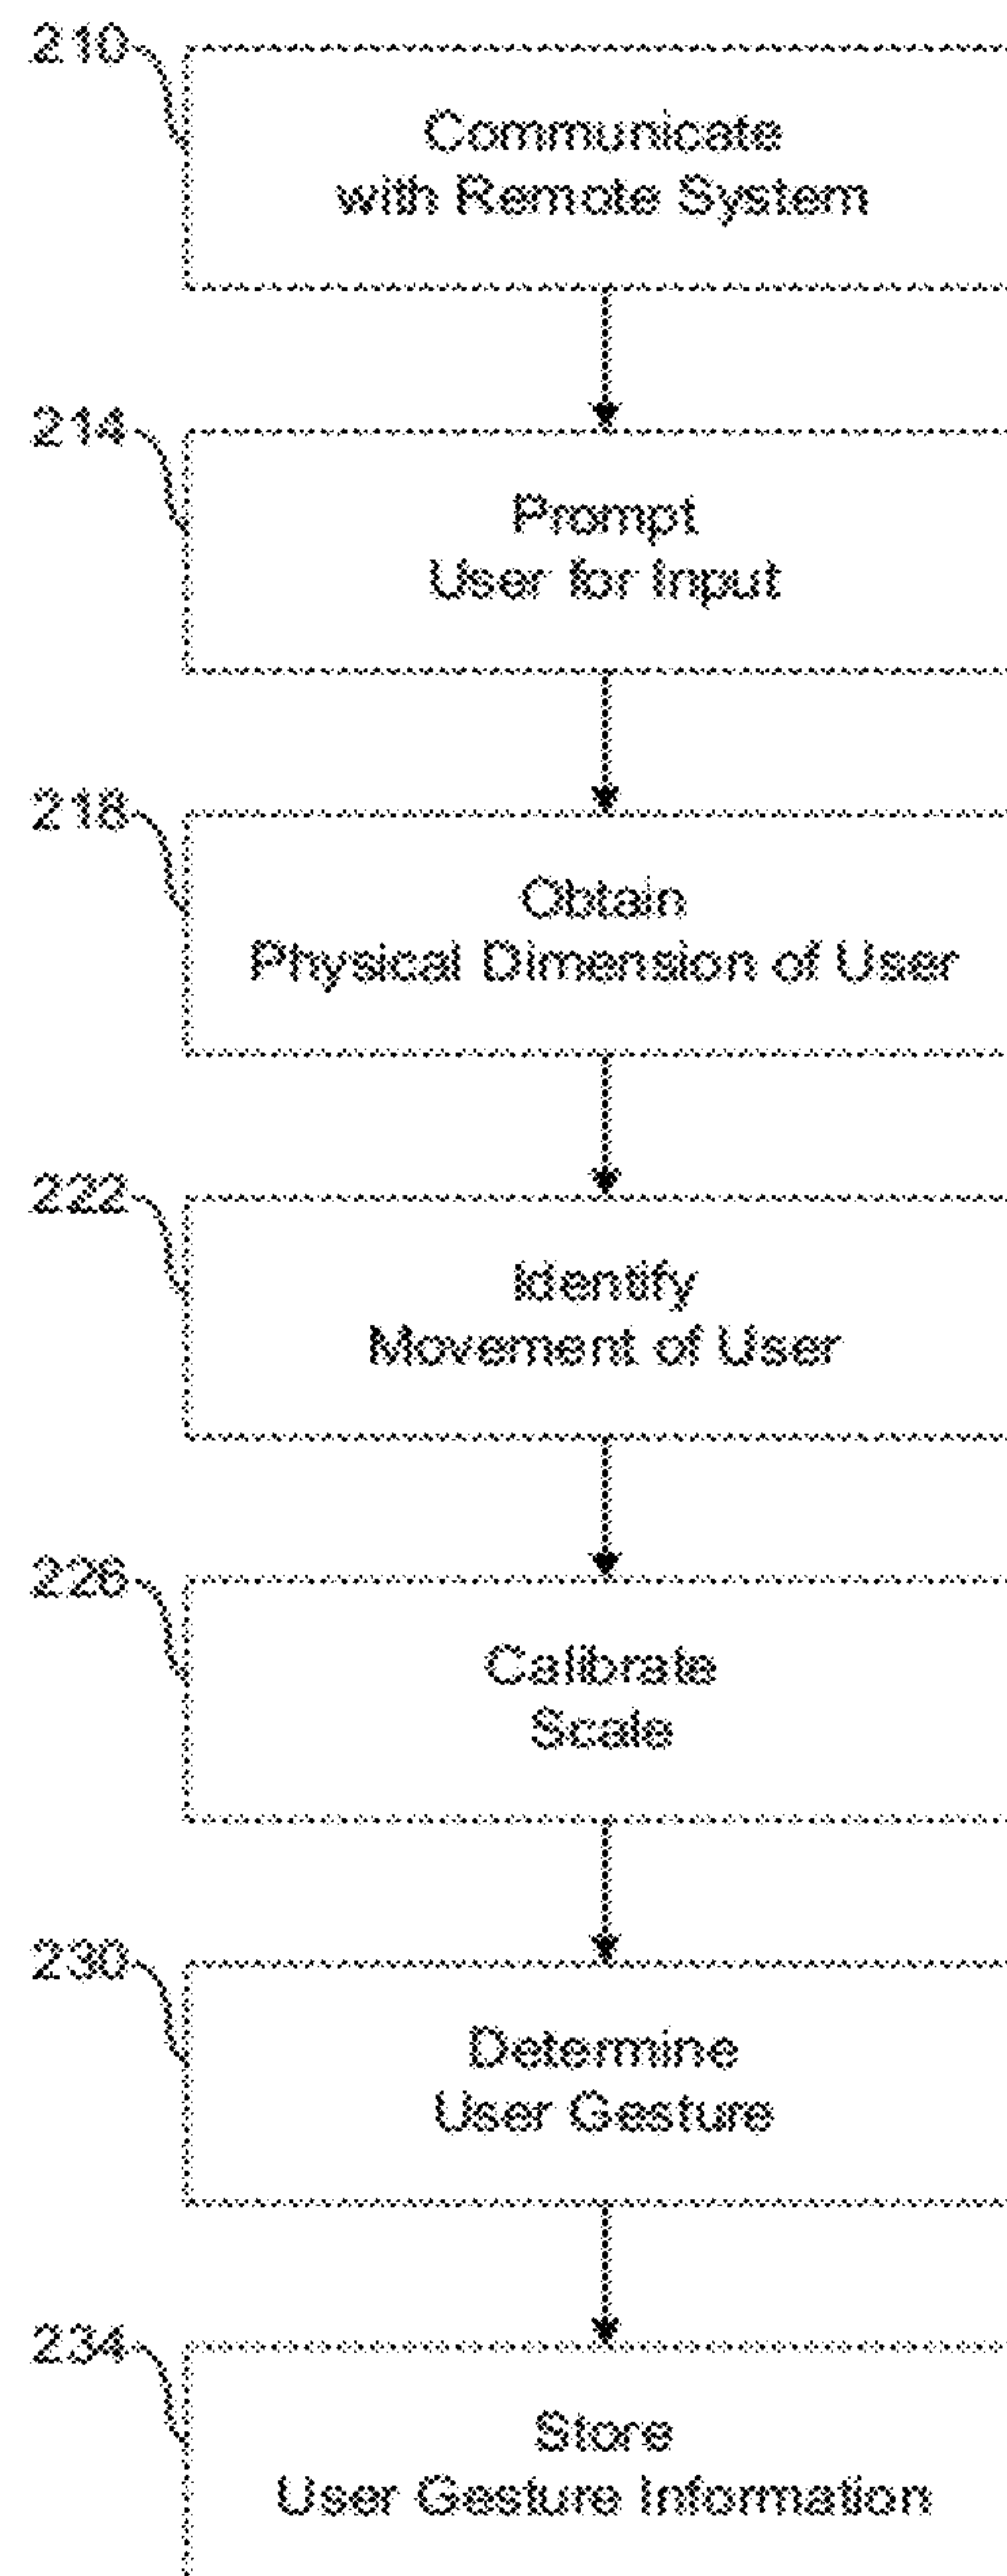 210
Communicate
with Remote System
214
Prompt
User for Input
218
Obtain
Physical Dimension of User
222
Identify
Movement of User
226
Calibrate
Scale
230
Determine
User Gesture
234
Store
User Gesture Information